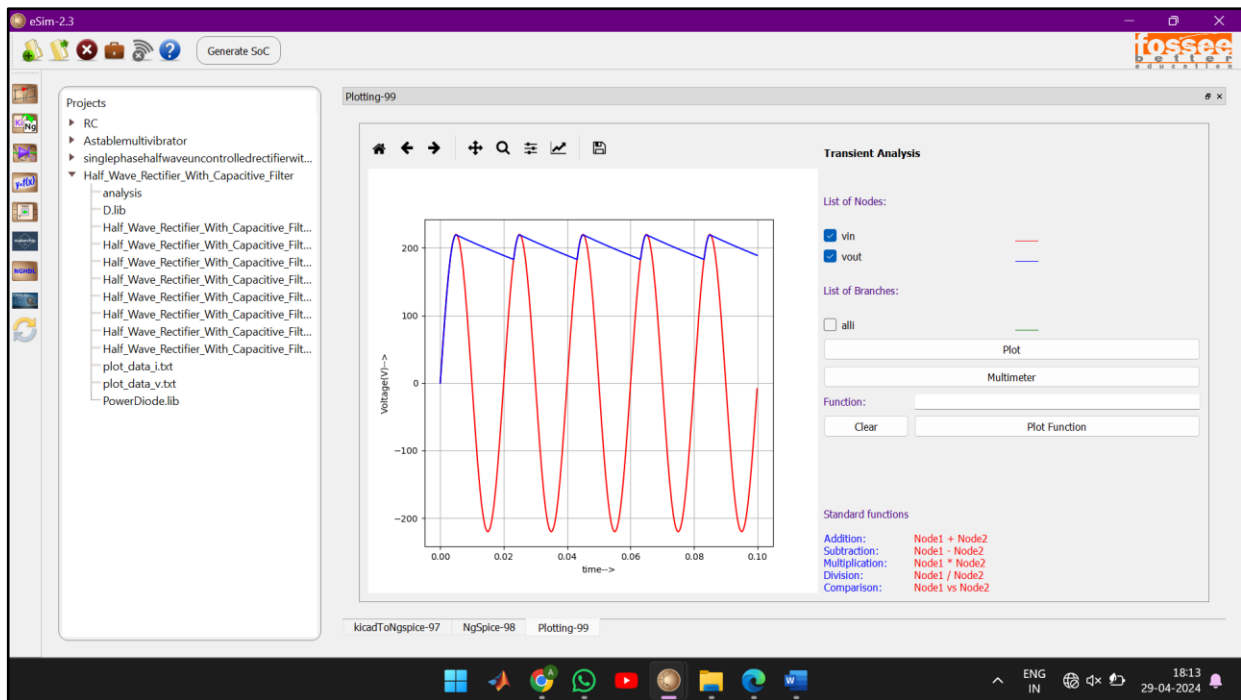 eSim-2.3
Generate SoC
fossee
better
education
Projects
RC
Astablemultivibrator
singlephasehalfwaveuncontrolledrectifierwit...
Half_Wave_Rectifier_With_Capacitive_Filter
analysis
D.lib
Half_Wave_Rectifier_With_Capacitive_Filt...
Half_Wave_Rectifier_With_Capacitive_Filt...
Half_Wave_Rectifier_With_Capacitive_Filt...
Half_Wave_Rectifier_With_Capacitive_Filt...
Half_Wave_Rectifier_With_Capacitive_Filt...
Half_Wave_Rectifier_With_Capacitive_Filt...
Half_Wave_Rectifier_With_Capacitive_Filt...
Half_Wave_Rectifier_With_Capacitive_Filt...
plot_data_i.txt
plot_data_v.txt
PowerDiode.lib
Ki
Ng
y=f(x)
NGHDL
Plotting-99
Voltage(V)-->
200
100
0
−100
−200
0.00 0.02 0.04 0.06 0.08 0.10
time-->
Transient Analysis
List of Nodes:
vin
vout
List of Branches:
alli
Plot
Multimeter
Function:
Clear Plot Function
Standard functions
Addition: Node1 + Node2
Subtraction: Node1 - Node2
Multiplication: Node1 * Node2
Division: Node1 / Node2
Comparison: Node1 vs Node2
kicadToNgspice-97 NgSpice-98 Plotting-99
A
W
ENG
IN
18:13
29-04-2024